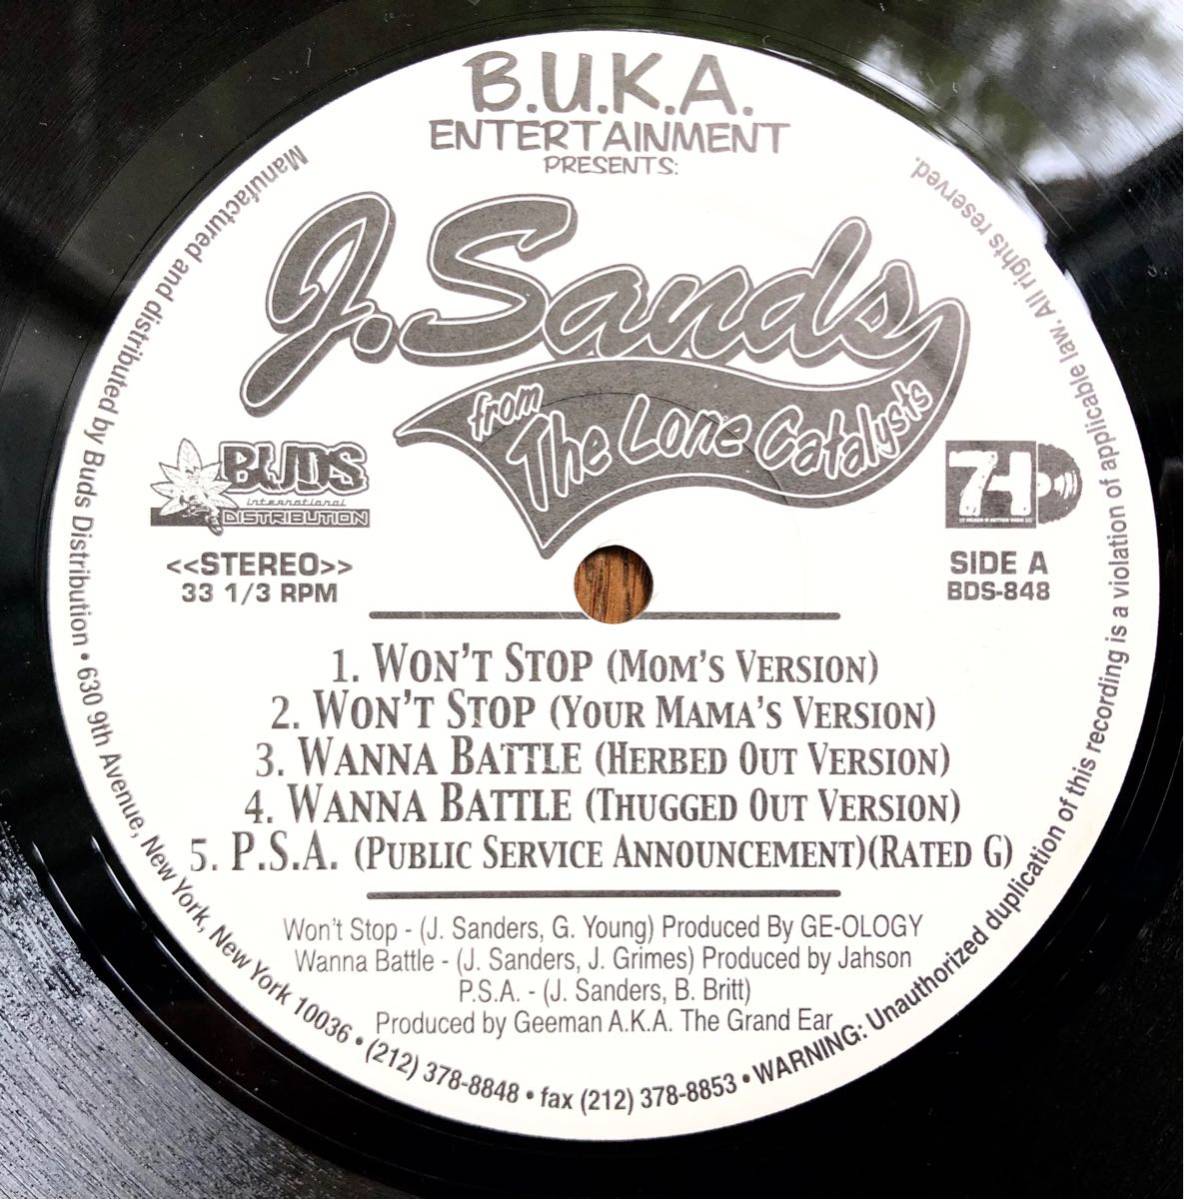 B.U.K.A.
ENTERTAINMENT
PRESENTS:
J. Sands
from The Lone Catalysts
BUDS
international
DISTRIBUTION
<<STEREO>>
33 1/3 RPM
74
SIDE A
BDS-848
1. WON'T STOP (MOM'S VERSION)
2. WON'T STOP (YOUR MAMA'S VERSION)
3. WANNA BATTLE (HERBED OUT VERSION)
4. WANNA BATTLE (THUGGED OUT VERSION)
5. P.S.A. (PUBLIC SERVICE ANNOUNCEMENT)(RATED G)
Won't Stop - (J. Sanders, G. Young) Produced By GE-OLOGY
Wanna Battle - (J. Sanders, J. Grimes) Produced by Jahson
P.S.A. - (J. Sanders, B. Britt)
Produced by Geeman A.K.A. The Grand Ear
Manufactured and distributed by Buds Distribution • 630 9th Avenue, New York, New York 10036 • (212) 378-8848 • fax (212) 378-8853 • WARNING: Unauthorized duplication of this recording is a violation of applicable law. All rights reserved.